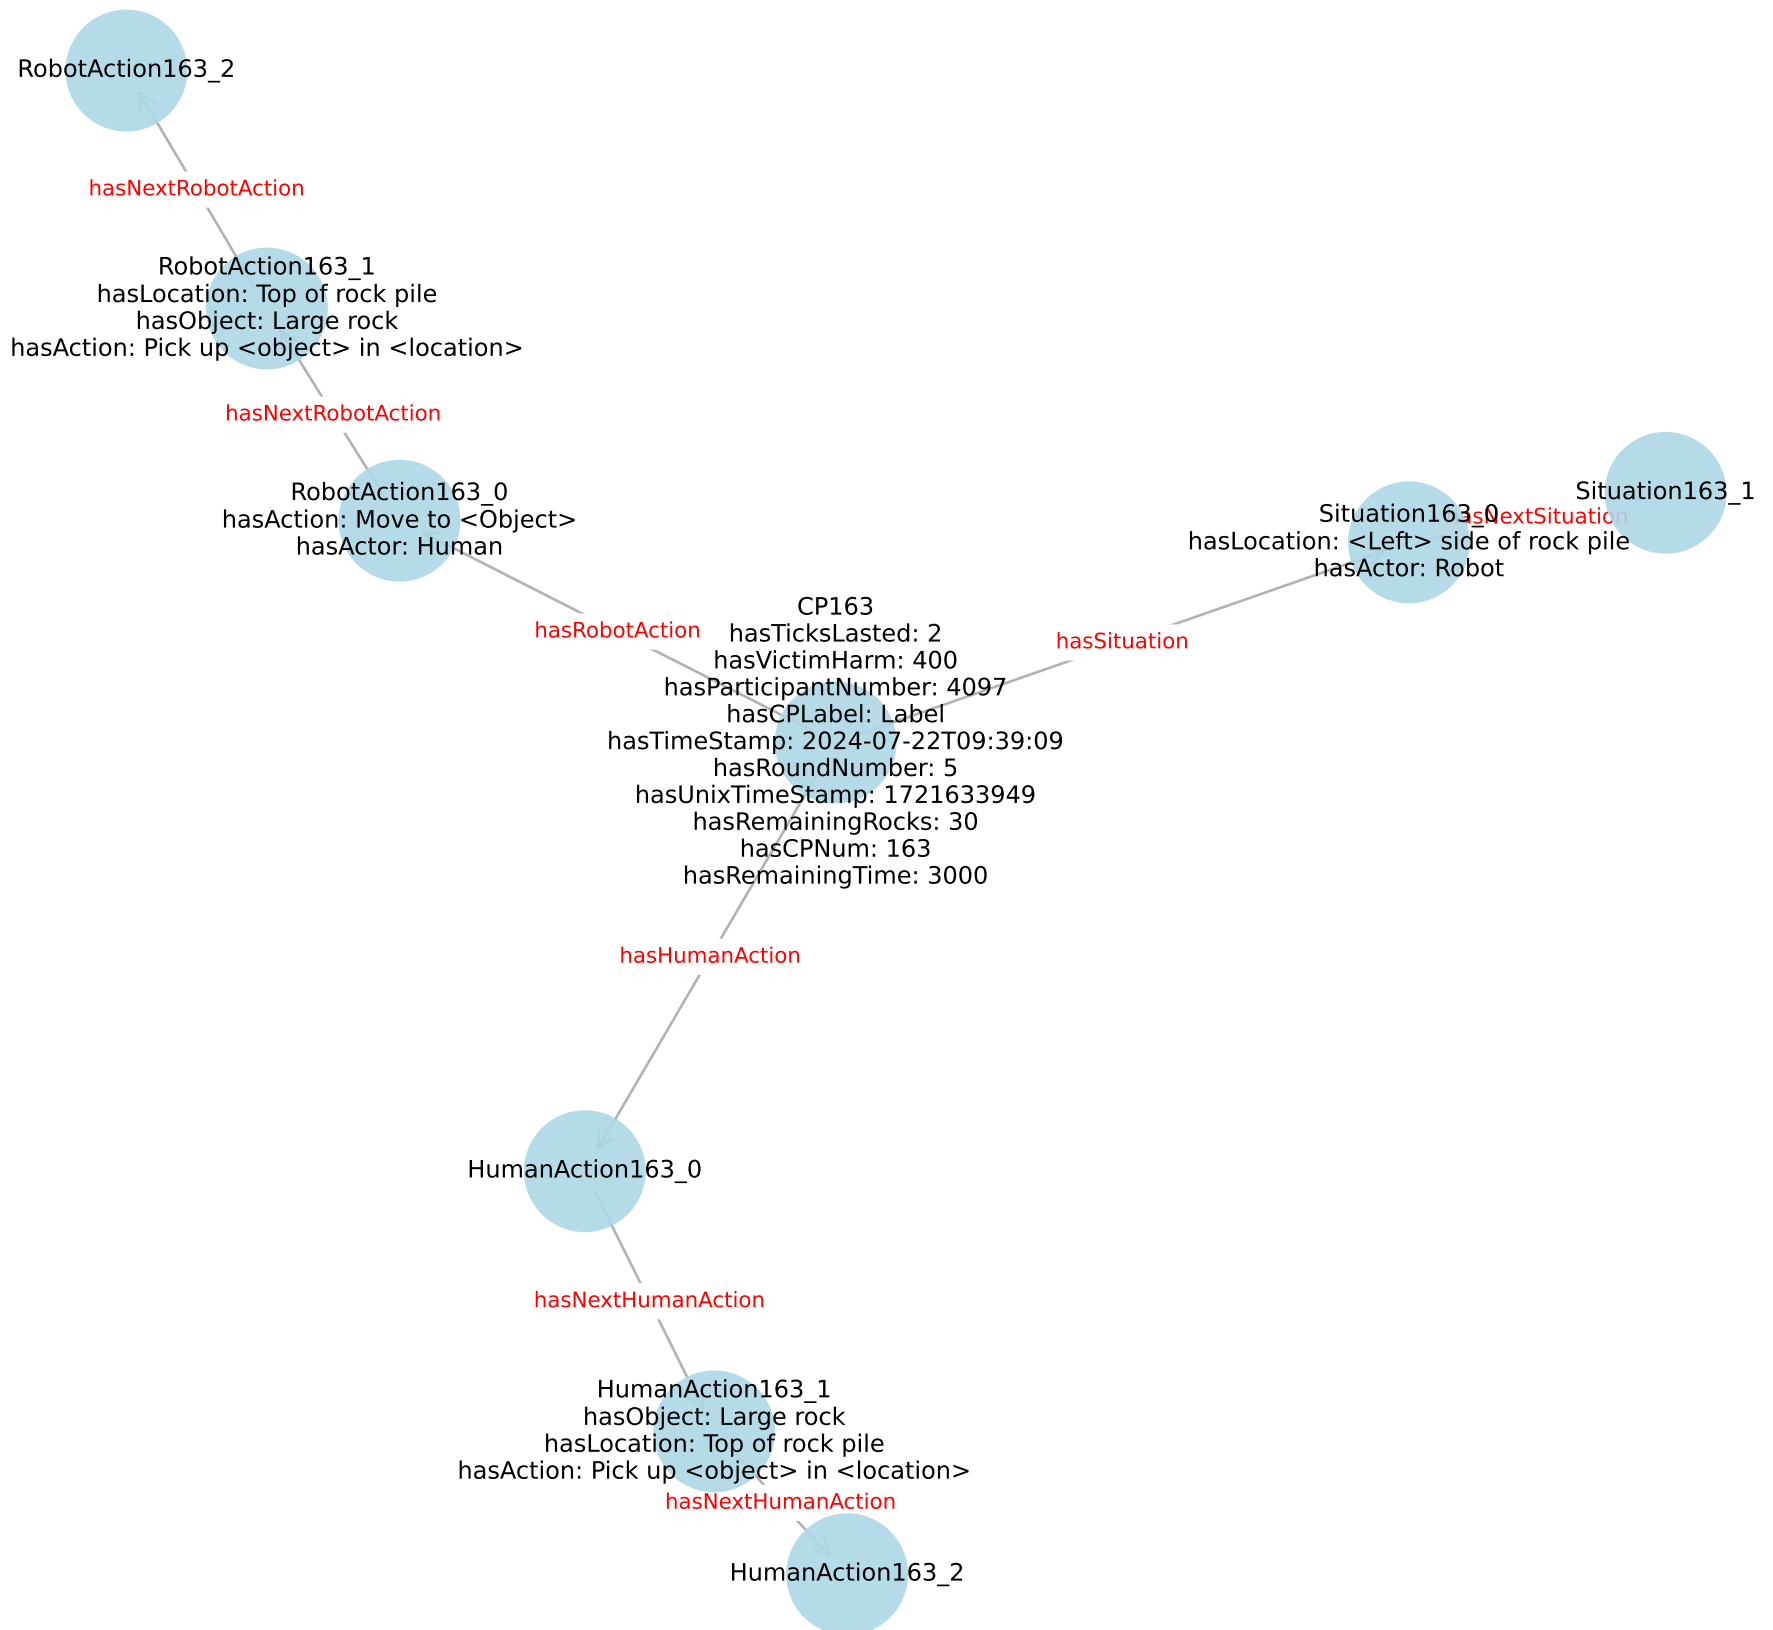 RobotAction163_2
hasNextRobotAction
RobotAction163_1
hasLocation: Top of rock pile
hasObject: Large rock
hasAction: Pick up <object> in <location>
hasNextRobotAction
RobotAction163_0
hasAction: Move to <Object>
hasActor: Human
Situation163_1
hasNextSituation
Situation163_0
hasLocation: <Left> side of rock pile
hasActor: Robot
hasRobotAction
hasSituation
CP163
hasTicksLasted: 2
hasVictimHarm: 400
hasParticipantNumber: 4097
hasCPLabel: Label
hasTimeStamp: 2024-07-22T09:39:09
hasRoundNumber: 5
hasUnixTimeStamp: 1721633949
hasRemainingRocks: 30
hasCPNum: 163
hasRemainingTime: 3000
hasHumanAction
HumanAction163_0
hasNextHumanAction
HumanAction163_1
hasObject: Large rock
hasLocation: Top of rock pile
hasAction: Pick up <object> in <location>
hasNextHumanAction
HumanAction163_2